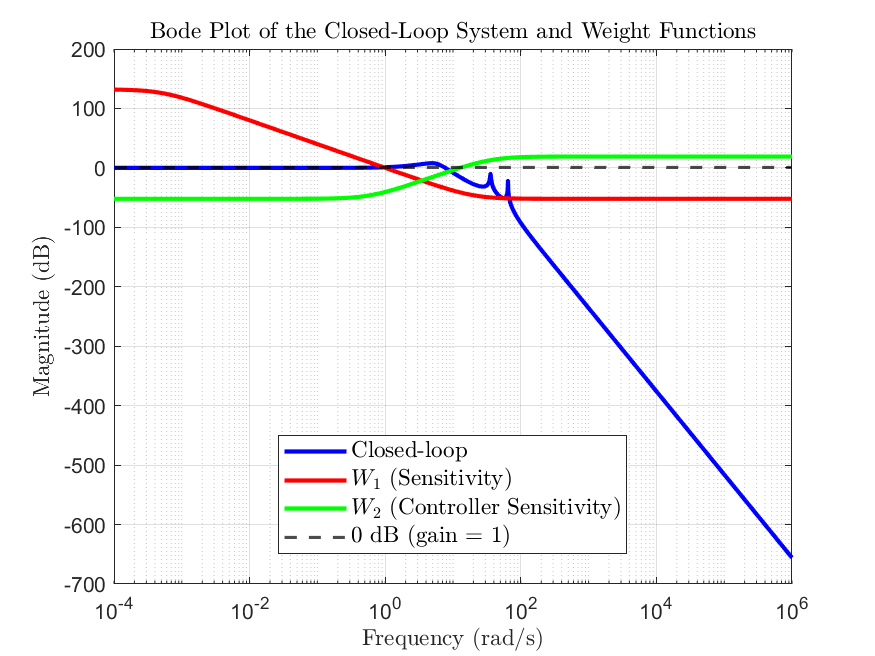 Bode Plot of the Closed-Loop System and Weight Functions
Magnitude (dB)
200
100
0
-100
-200
-300
-400
-500
-600
-700
Closed-loop
W₁ (Sensitivity)
W₂ (Controller Sensitivity)
0 dB (gain = 1)
10⁻⁴ 10⁻² 10⁰ 10² 10⁴ 10⁶
Frequency (rad/s)